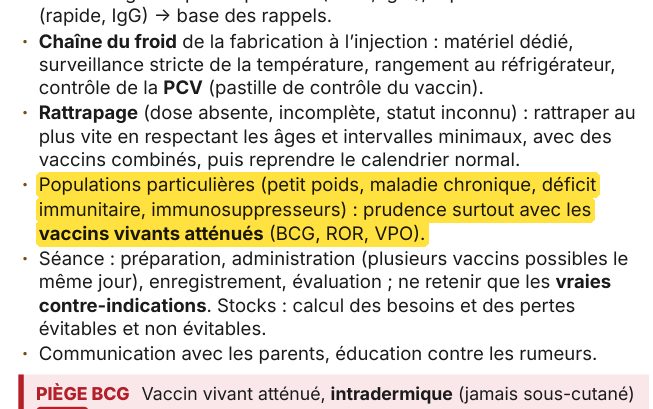 (rapide, IgG) → base des rappels.
· Chaîne du froid de la fabrication à l’injection : matériel dédié,
surveillance stricte de la température, rangement au réfrigérateur,
contrôle de la PCV (pastille de contrôle du vaccin).
· Rattrapage (dose absente, incomplète, statut inconnu) : rattraper au
plus vite en respectant les âges et intervalles minimaux, avec des
vaccins combinés, puis reprendre le calendrier normal.
· Populations particulières (petit poids, maladie chronique, déficit
immunitaire, immunosuppresseurs) : prudence surtout avec les
vaccins vivants atténués (BCG, ROR, VPO).
· Séance : préparation, administration (plusieurs vaccins possibles le
même jour), enregistrement, évaluation ; ne retenir que les vraies
contre-indications. Stocks : calcul des besoins et des pertes
évitables et non évitables.
· Communication avec les parents, éducation contre les rumeurs.
PIÈGE BCG Vaccin vivant atténué, intradermique (jamais sous-cutané)